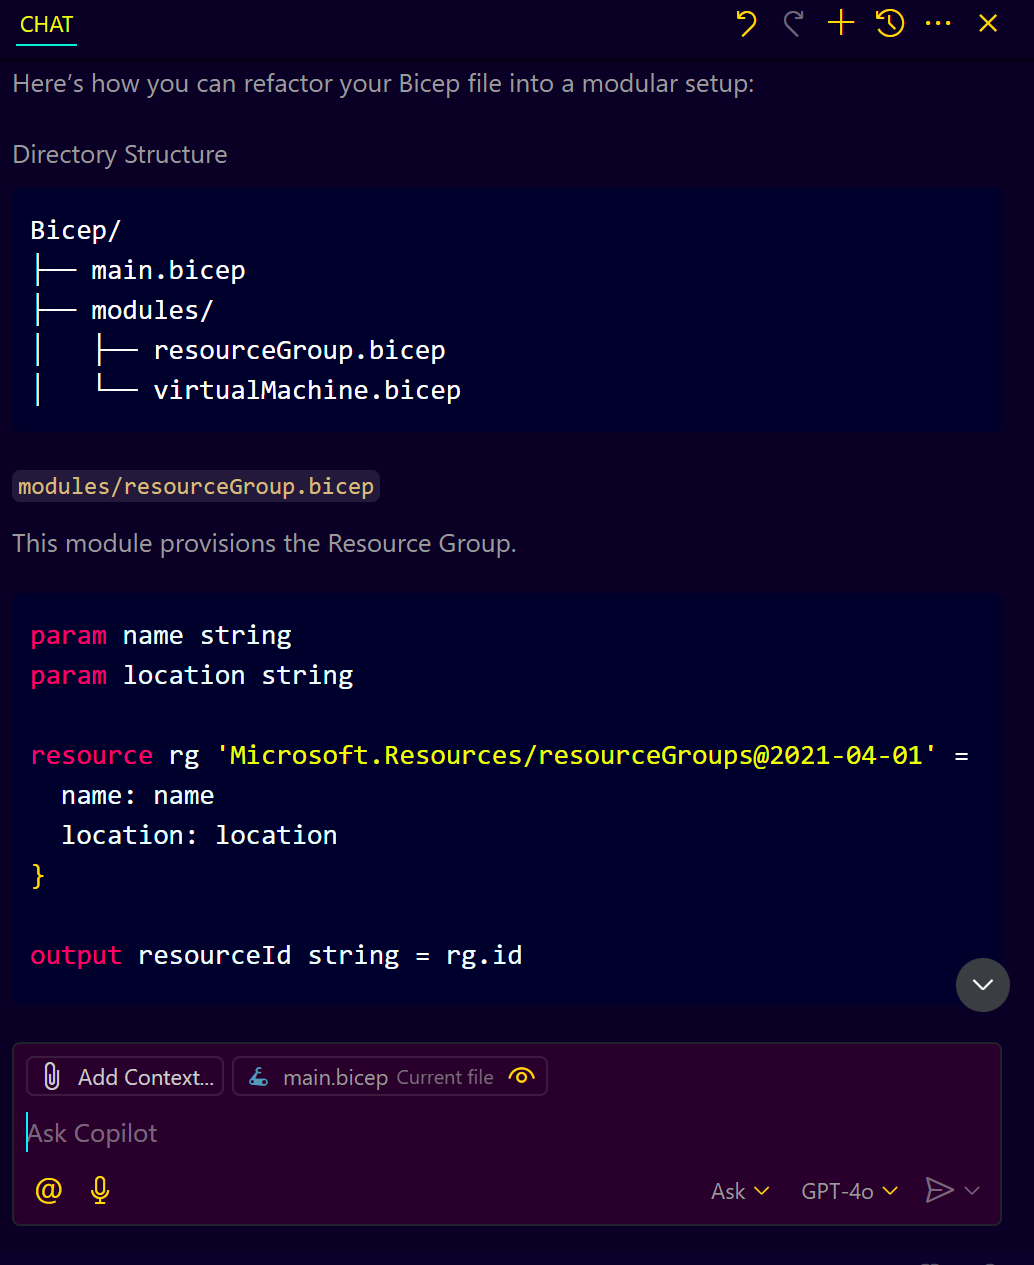 CHAT
Here's how you can refactor your Bicep file into a modular setup:
Directory Structure
Bicep/
├── main.bicep
├── modules/
│   ├── resourceGroup.bicep
│   └── virtualMachine.bicep
modules/resourceGroup.bicep
This module provisions the Resource Group.
param name string
param location string
resource rg 'Microsoft.Resources/resourceGroups@2021-04-01' =
  name: name
  location: location
}
output resourceId string = rg.id
Add Context...
main.bicep Current file
Ask Copilot
@
Ask
GPT-4o